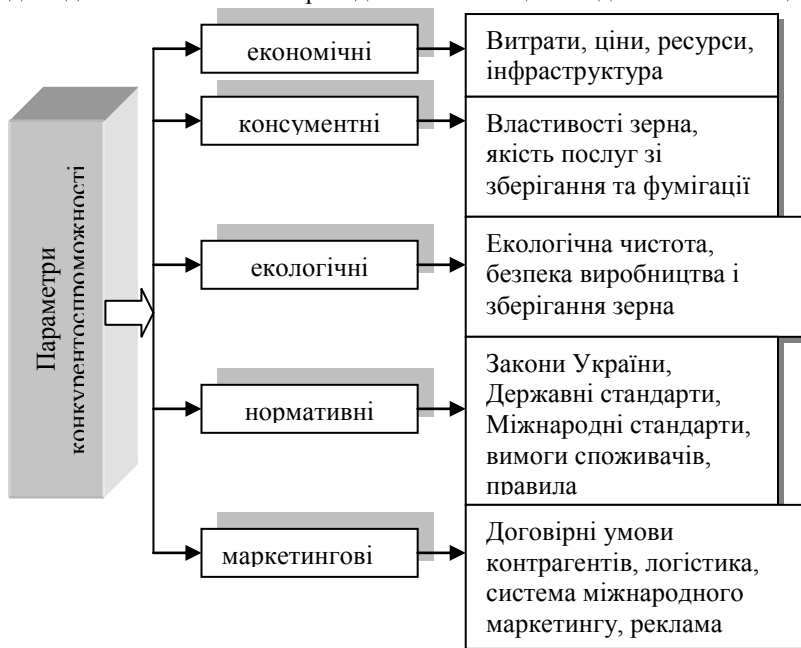 Параметри
конкурентоспроможності
економічні
Витрати, ціни, ресурси,
інфраструктура
консументні
Властивості зерна,
якість послуг зі
зберігання та фумігації
екологічні
Екологічна чистота,
безпека виробництва і
зберігання зерна
нормативні
Закони України,
Державні стандарти,
Міжнародні стандарти,
вимоги споживачів,
правила
маркетингові
Договірні умови
контрагентів, логістика,
система міжнародного
маркетингу, реклама